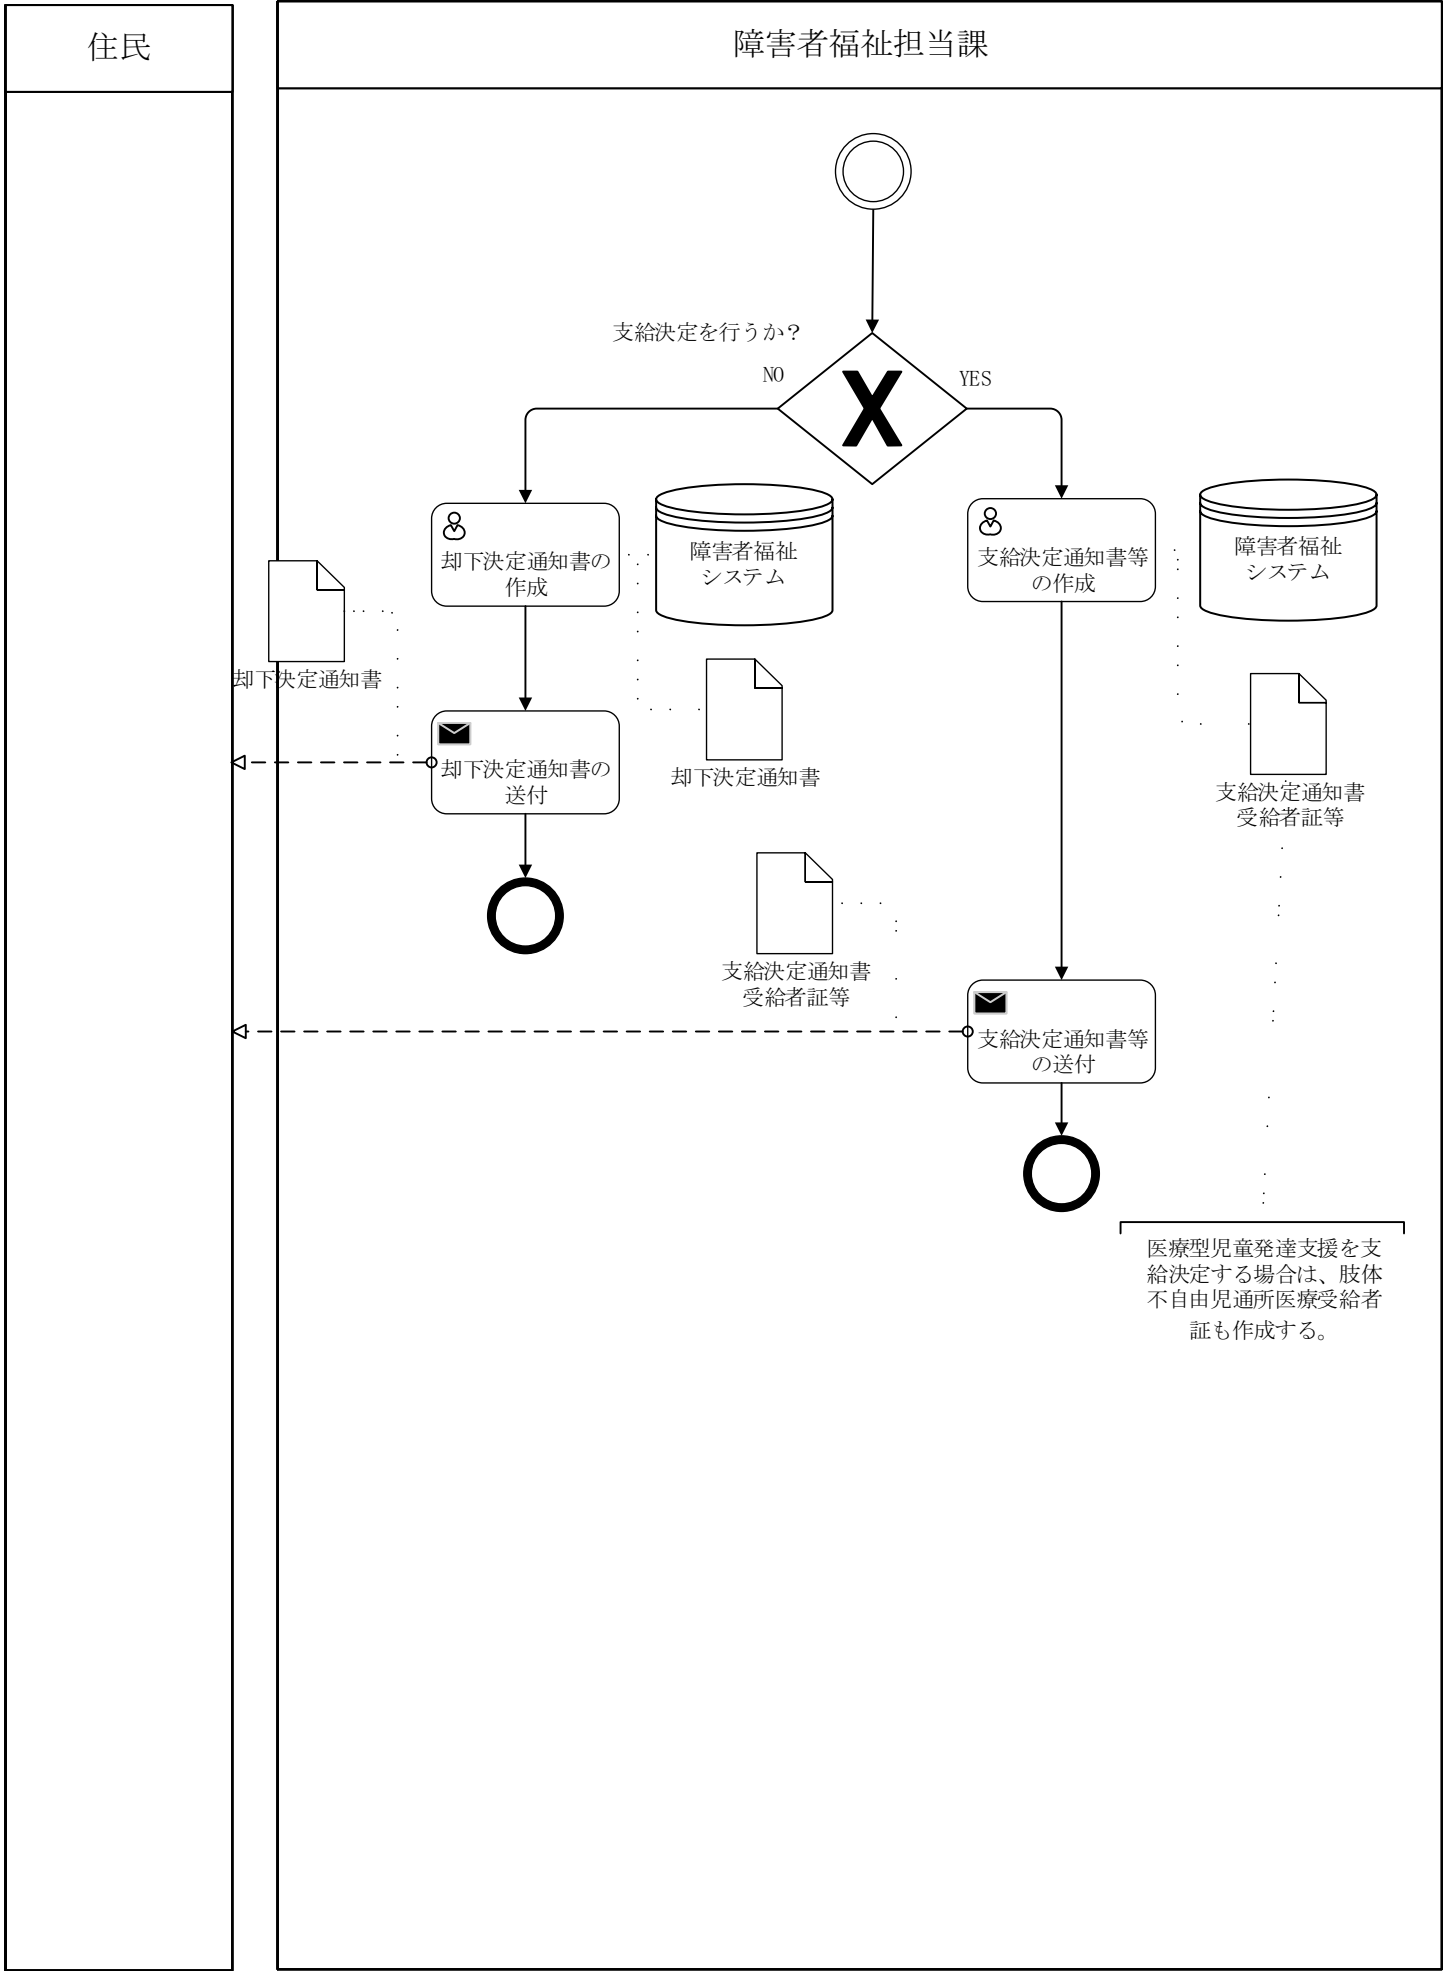 住民
障害者福祉担当課
支給決定を行うか？
NO
YES
却下決定通知書の
作成
障害者福祉
システム
支給決定通知書等
の作成
障害者福祉
システム
却下決定通知書
却下決定通知書の
送付
却下決定通知書
支給決定通知書
受給者証等
支給決定通知書
受給者証等
支給決定通知書等
の送付
医療型児童発達支援を支
給決定する場合は、肢体
不自由児通所医療受給者
証も作成する。